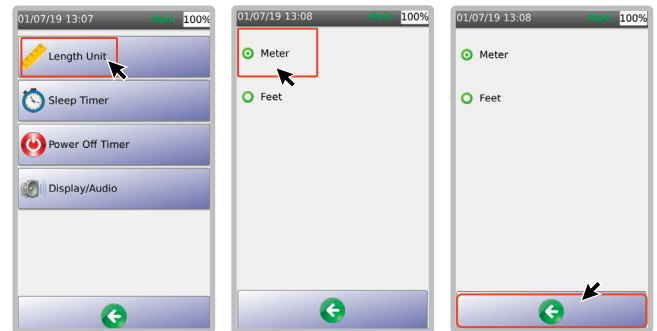 01/07/19 13:07 100%
Length Unit
Sleep Timer
Power Off Timer
Display/Audio
01/07/19 13:08 100%
Meter
Feet
01/07/19 13:08 100%
Meter
Feet